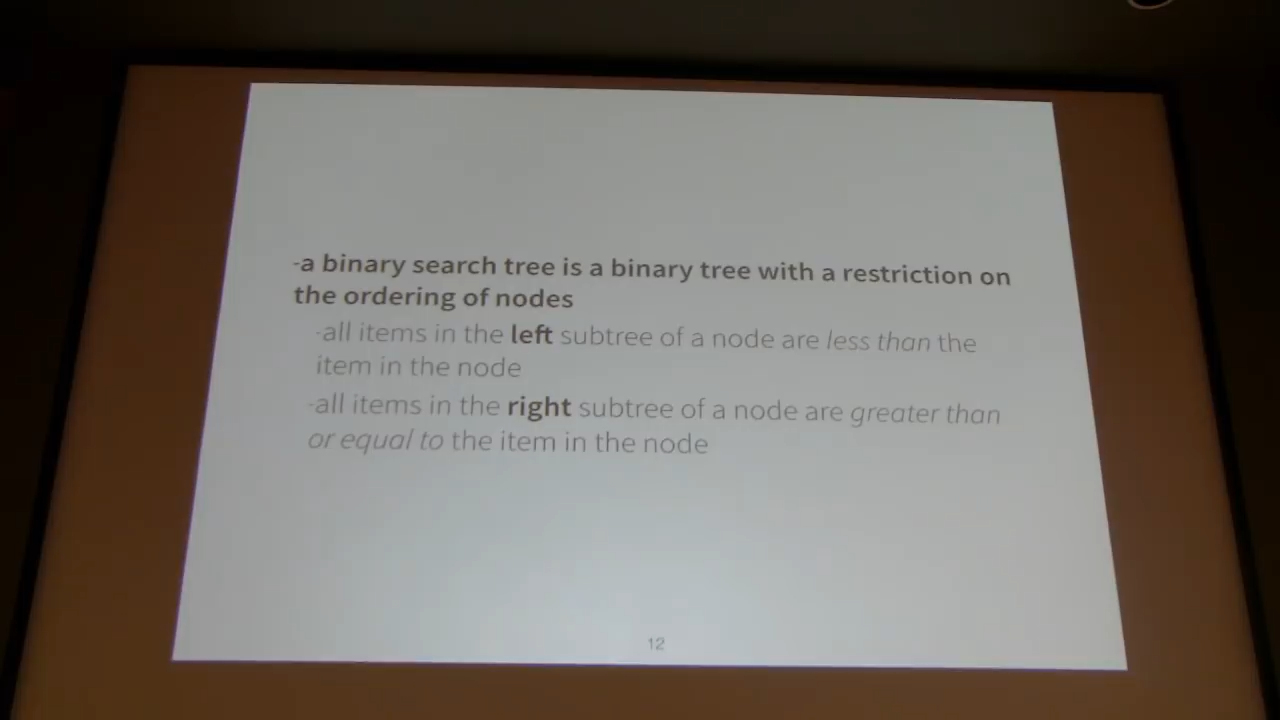 -a binary search tree is a binary tree with a restriction on
the ordering of nodes
-all items in the left subtree of a node are less than the
item in the node
-all items in the right subtree of a node are greater than
or equal to the item in the node
12